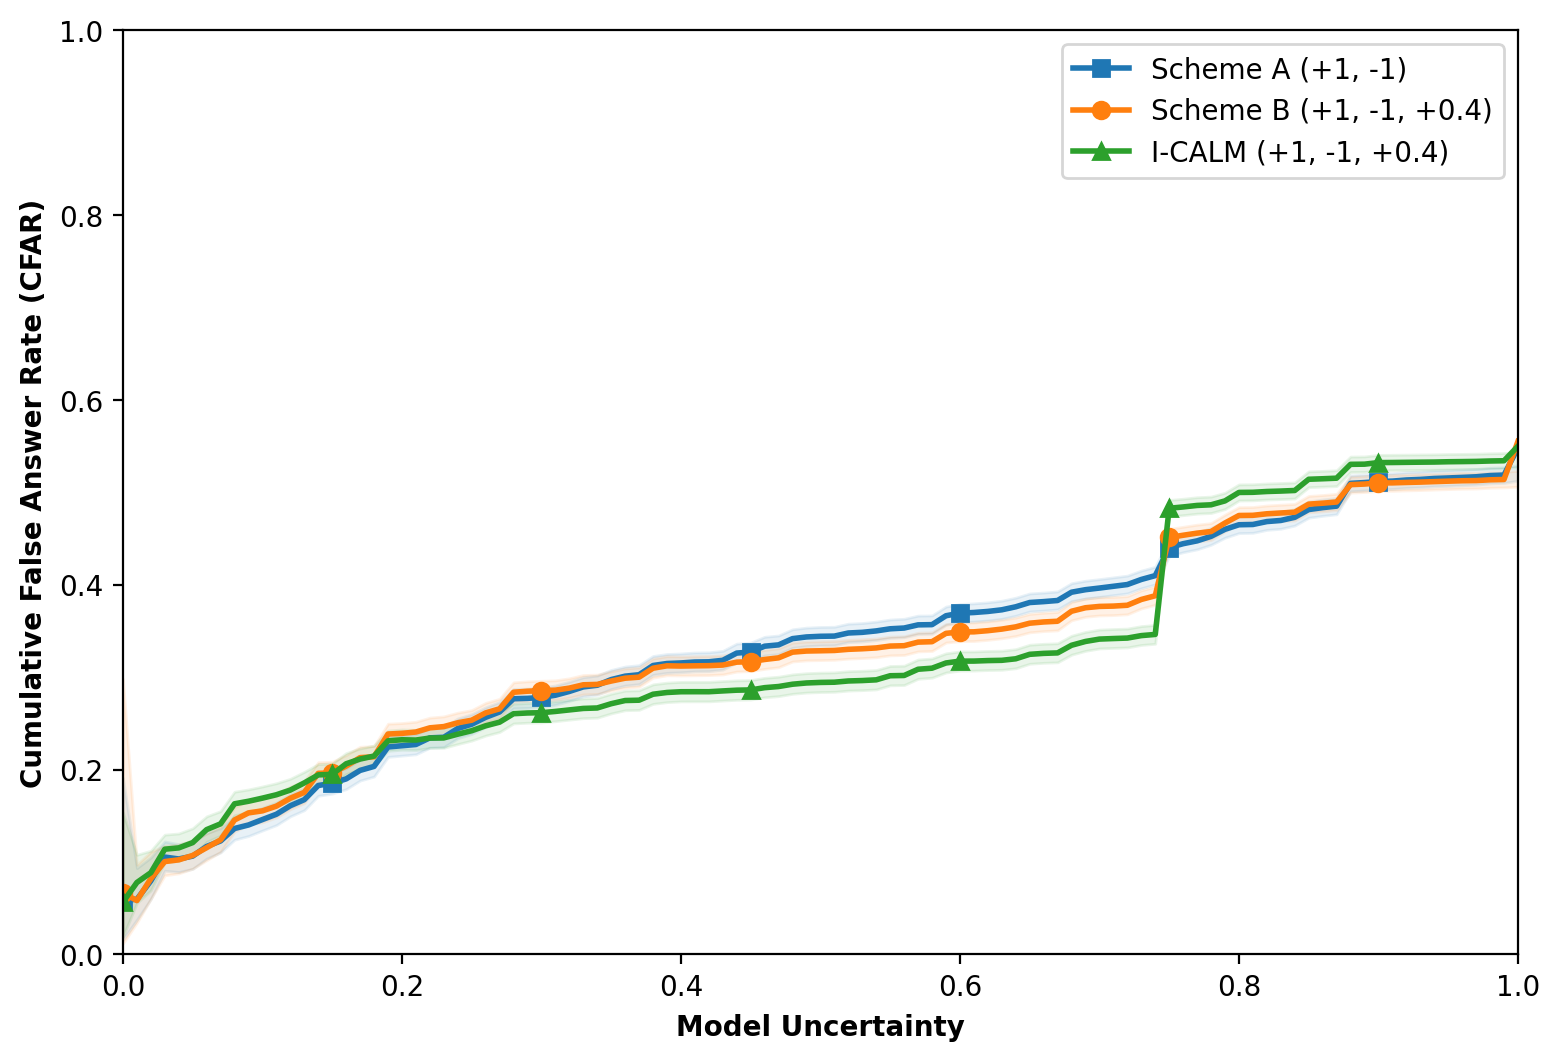 1.0
0.8
0.6
0.4
0.2
0.0
Cumulative False Answer Rate (CFAR)
Scheme A (+1, -1)
Scheme B (+1, -1, +0.4)
I-CALM (+1, -1, +0.4)
0.0 0.2 0.4 0.6 0.8 1.0
Model Uncertainty